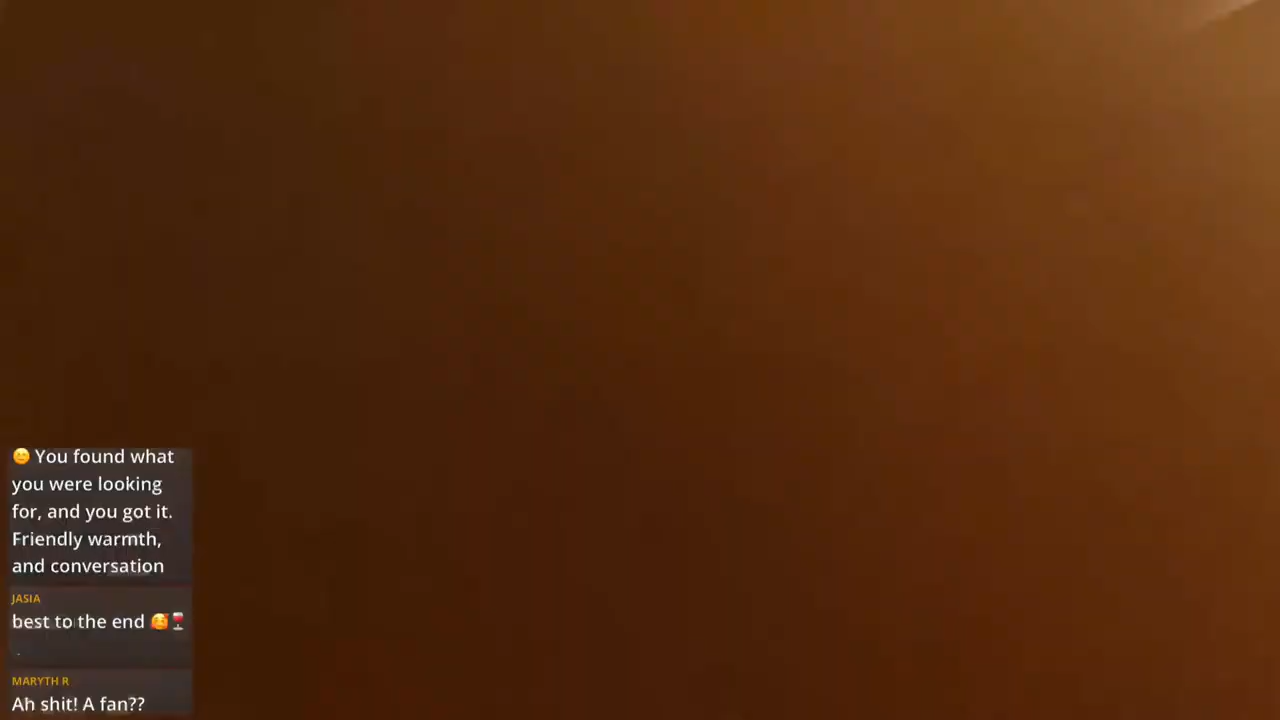 😊 You found what
you were looking
for, and you got it.
Friendly warmth,
and conversation
JASIA
best to the end 🥰🍷
.
MARYTH R
Ah shit! A fan??